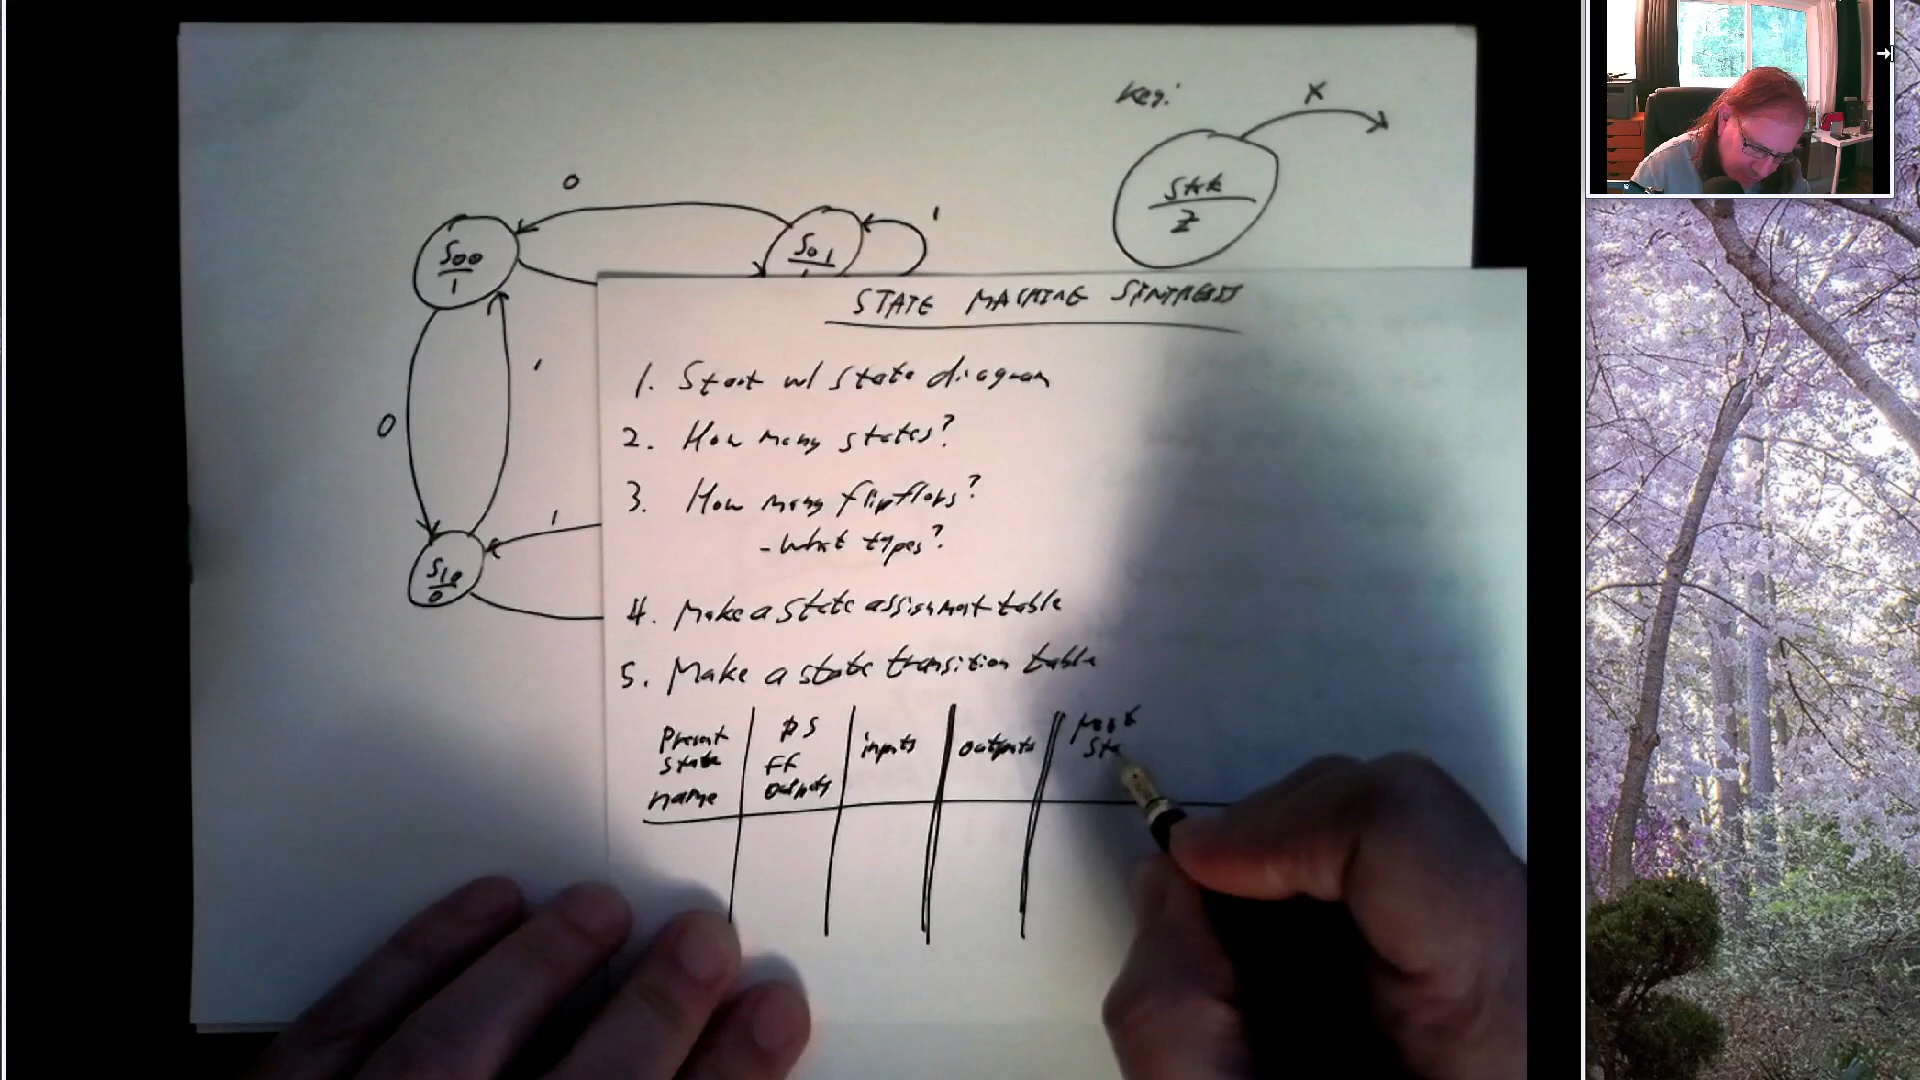 Key:
X
State
Z
0
1
S00
1
S01
STATE MACHINE SYNTHESIS
1. Start w/ state diagram
2. How many states?
3. How many flipflops?
- What types?
4. Make a state assignment table
5. Make a state transition table
0
1
1
S10
0
Present state name
PS FF outputs
inputs
outputs
Next Sta